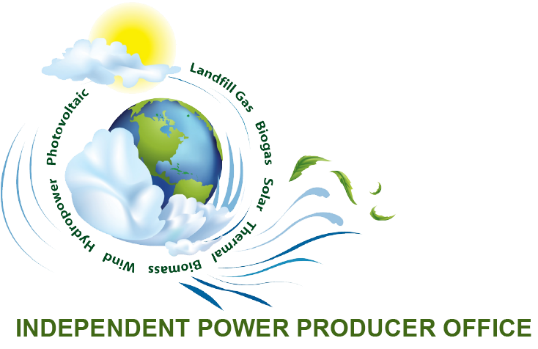 Photovoltaic
Landfill Gas
Biogas
Solar Thermal
Biomass
Wind
Hydropower
INDEPENDENT POWER PRODUCER OFFICE